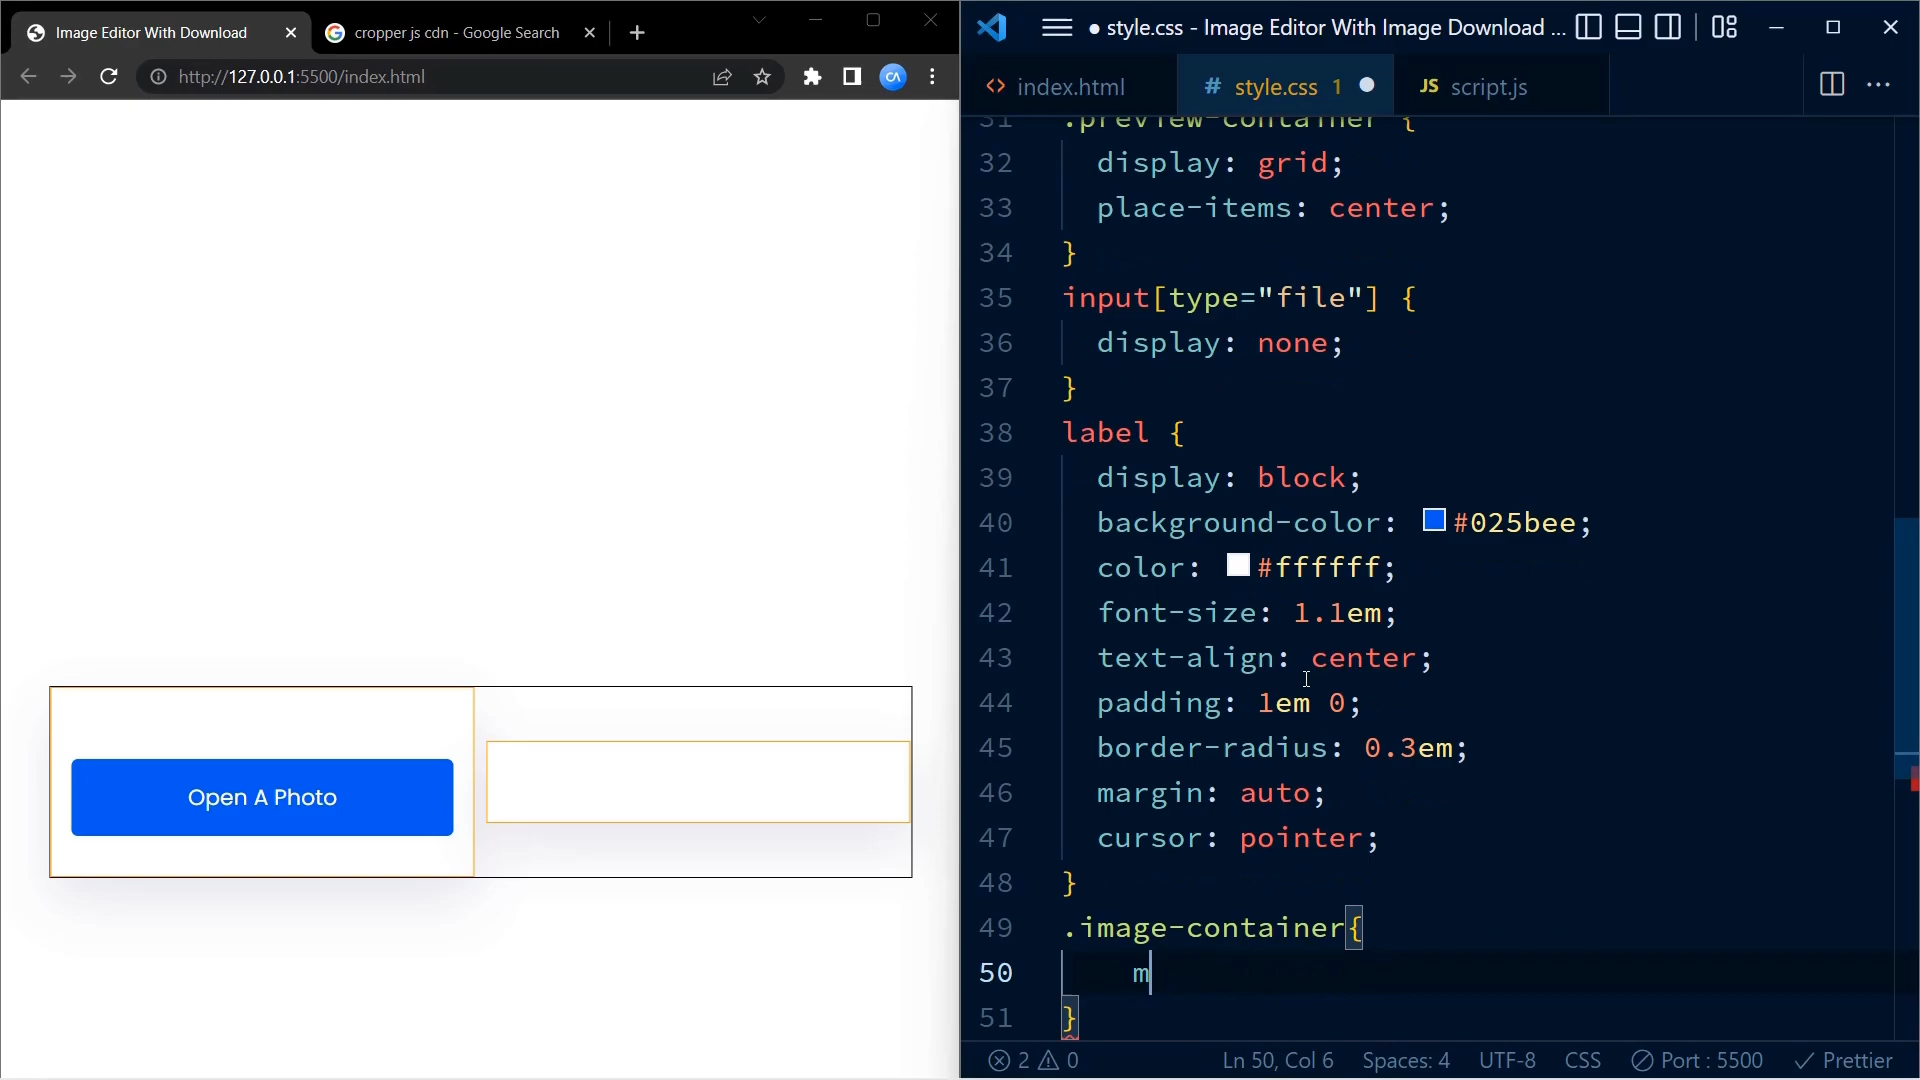 Image Editor With Download
cropper js cdn - Google Search
http://127.0.0.1:5500/index.html
CA
Open A Photo
● style.css - Image Editor With Image Download ...
<> index.html
# style.css 1 ●
JS script.js
31 .preview-container {
32 display: grid;
33 place-items: center;
34 }
35 input[type="file"] {
36 display: none;
37 }
38 label {
39 display: block;
40 background-color: #025bee;
41 color: #ffffff;
42 font-size: 1.1em;
43 text-align: center;
44 padding: 1em 0;
45 border-radius: 0.3em;
46 margin: auto;
47 cursor: pointer;
48 }
49 .image-container{
50 m
51 }
2 0 Ln 50, Col 6 Spaces: 4 UTF-8 CSS Port : 5500 Prettier